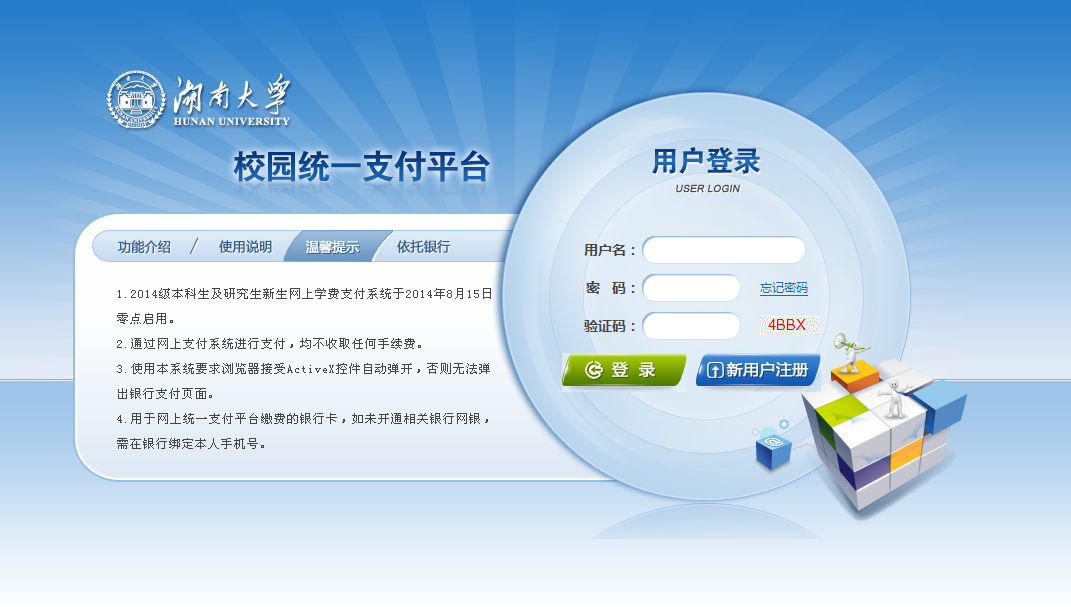 湖南大学
HUNAN UNIVERSITY
校园统一支付平台
功能介绍 / 使用说明 温馨提示 依托银行
1.2014级本科生及研究生新生网上学费支付系统于2014年8月15日
零点启用。
2.通过网上支付系统进行支付，均不收取任何手续费。
3.使用本系统要求浏览器接受ActiveX控件自动弹开，否则无法弹
出银行支付页面。
4.用于网上统一支付平台缴费的银行卡，如未开通相关银行网银，
需在银行绑定本人手机号。
用户登录
USER LOGIN
用户名：
密 码：
忘记密码
验证码：
4BBX
登 录
新用户注册